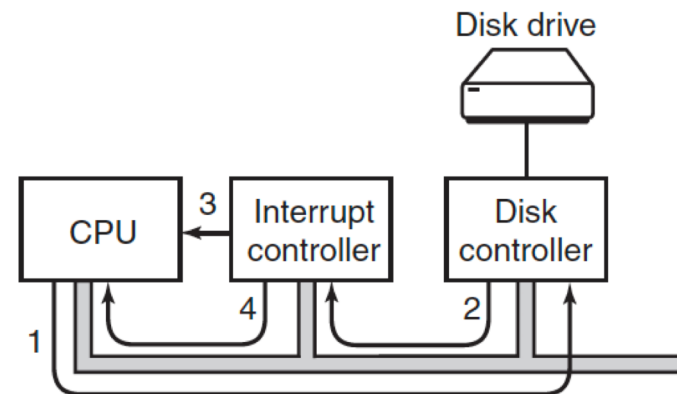 Disk drive
CPU
3
Interrupt
controller
Disk
controller
1
4
2